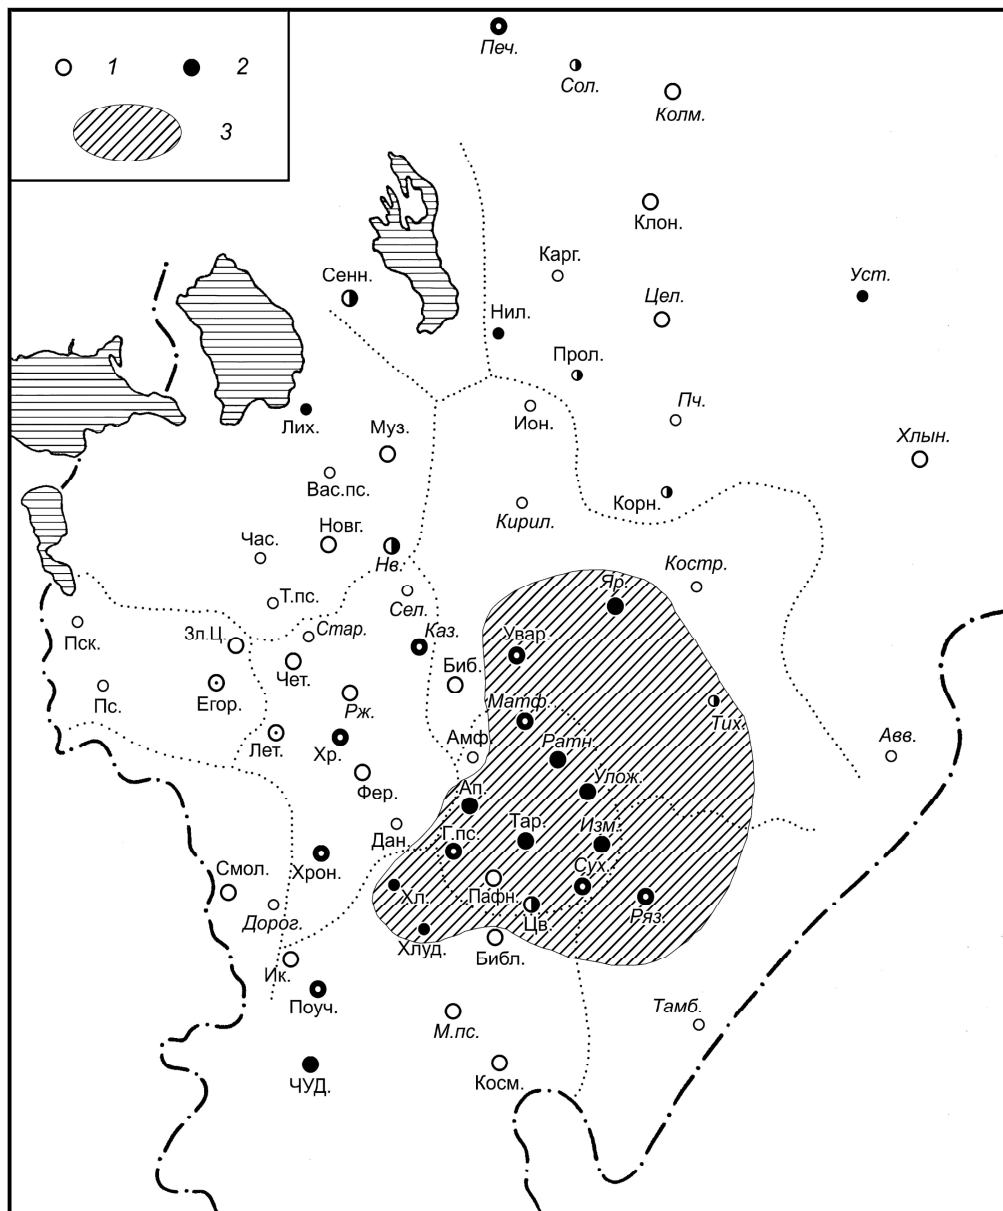 1
2
3
Печ.
Сол.
Колм.
Клон.
Карг.
Сенн.
Уст.
Цел.
Нил.
Прол.
Пч.
Ион.
Лих.
Муз.
Хлын.
Вас.пс.
Корн.
Кирил.
Новг.
Час.
Нв.
Костр.
Яр.
Сел.
Т.пс.
Стар.
Каз.
Увар.
Пск.
Зл.Ц.
Биб.
Чет.
Пс.
Егор.
Рж.
Матф.
Тих.
Лет.
Хр.
Амф.
Ратн.
Авв.
Фер.
Ап.
Улож.
Дан.
Г.пс.
Тар.
Изм.
Хрон.
Сух.
Смол.
Хл.
Пафн.
Ряз.
Дорог.
Цв.
Хлуд.
Библ.
Ик.
Поуч.
М.пс.
Тамб.
ЧУД.
Косм.